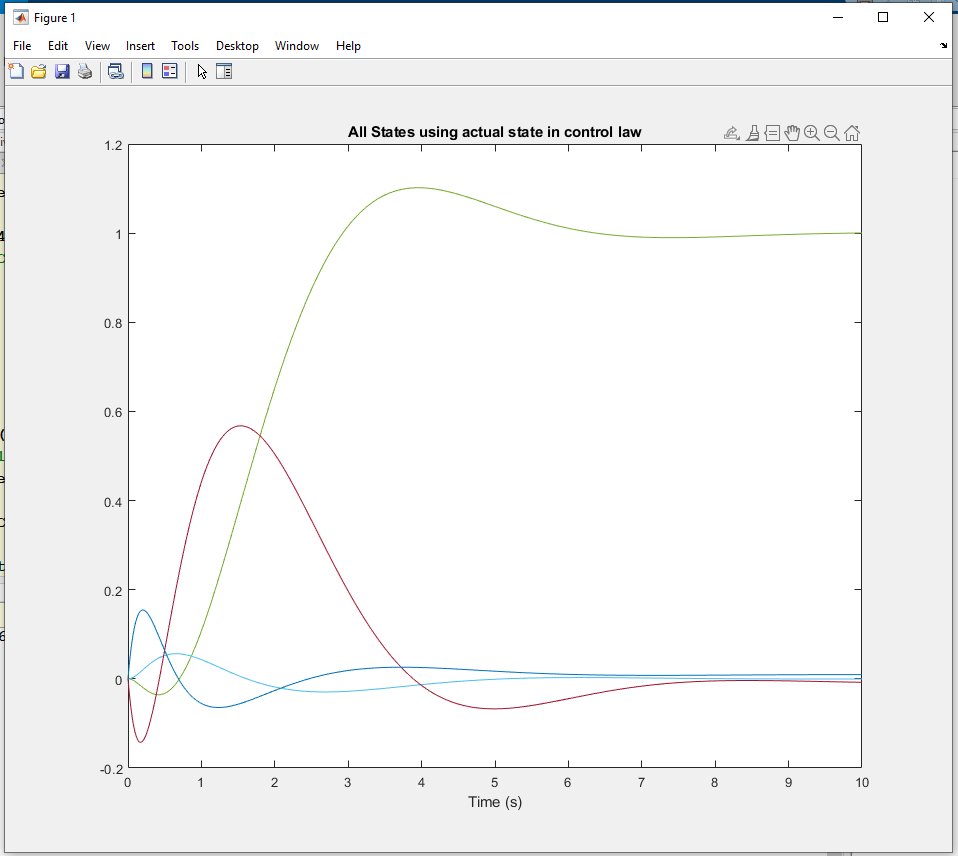 Figure 1
File Edit View Insert Tools Desktop Window Help
All States using actual state in control law
1.2
1
0.8
0.6
0.4
0.2
0
-0.2
0 1 2 3 4 5 6 7 8 9 10
Time (s)